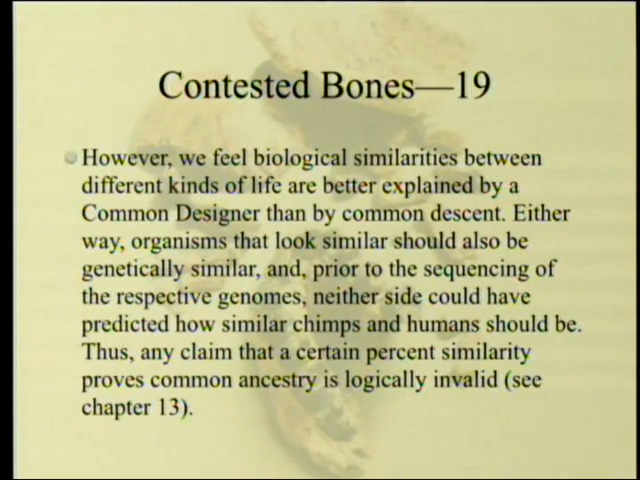 Contested Bones—19
However, we feel biological similarities between
different kinds of life are better explained by a
Common Designer than by common descent. Either
way, organisms that look similar should also be
genetically similar, and, prior to the sequencing of
the respective genomes, neither side could have
predicted how similar chimps and humans should be.
Thus, any claim that a certain percent similarity
proves common ancestry is logically invalid (see
chapter 13).